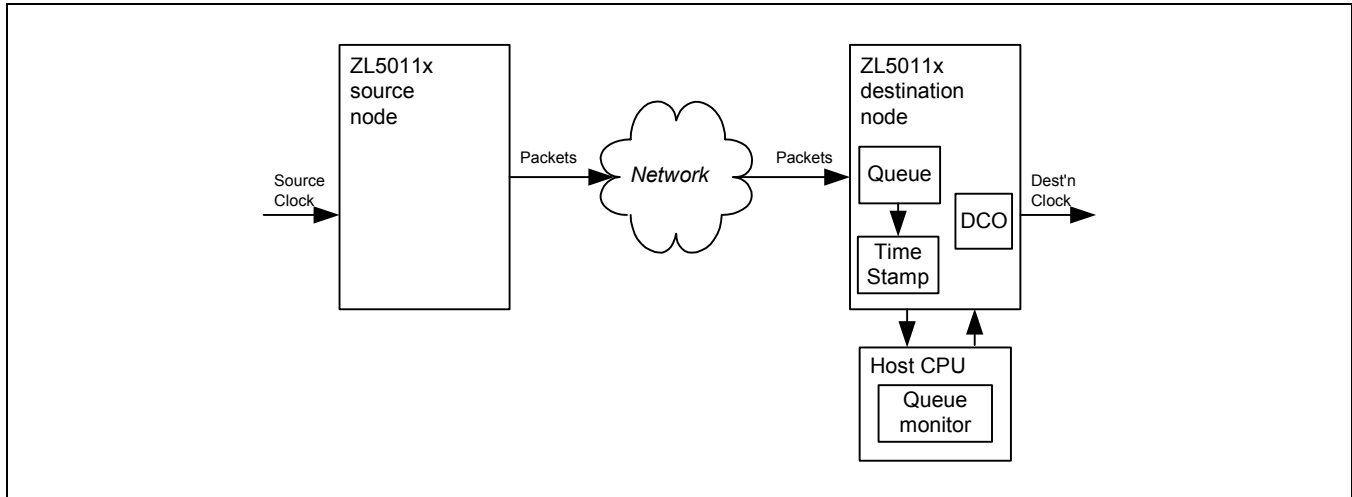 ZL5011x
source
node
Source
Clock
Packets
Network
Packets
ZL5011x
destination
node
Queue
Time
Stamp
DCO
Dest'n
Clock
Host CPU
Queue
monitor